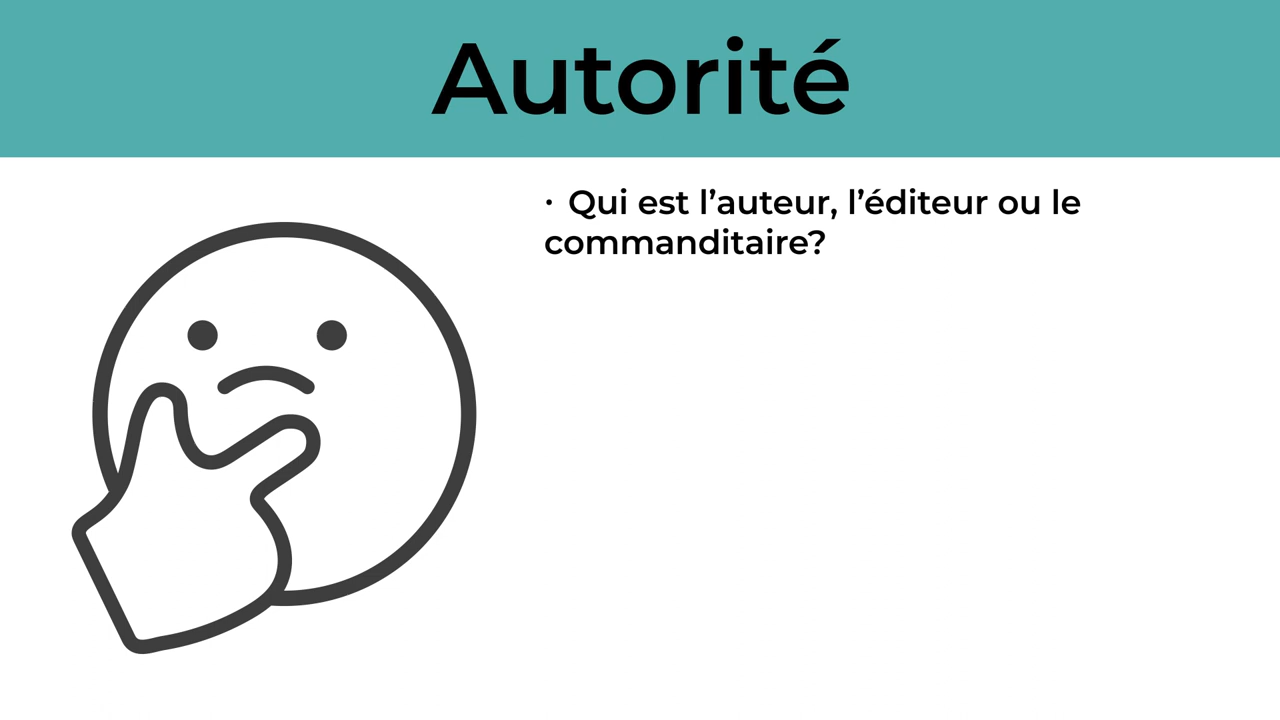 Autorité
· Qui est l’auteur, l’éditeur ou le
commanditaire?